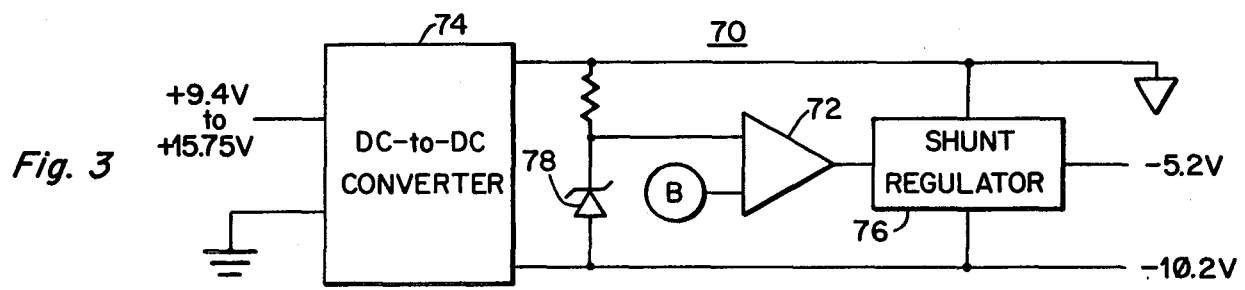 74
70
+9.4V
to
+15.75V
DC-to-DC
CONVERTER
72
78
B
SHUNT
REGULATOR
76
-5.2V
-10.2V
Fig. 3